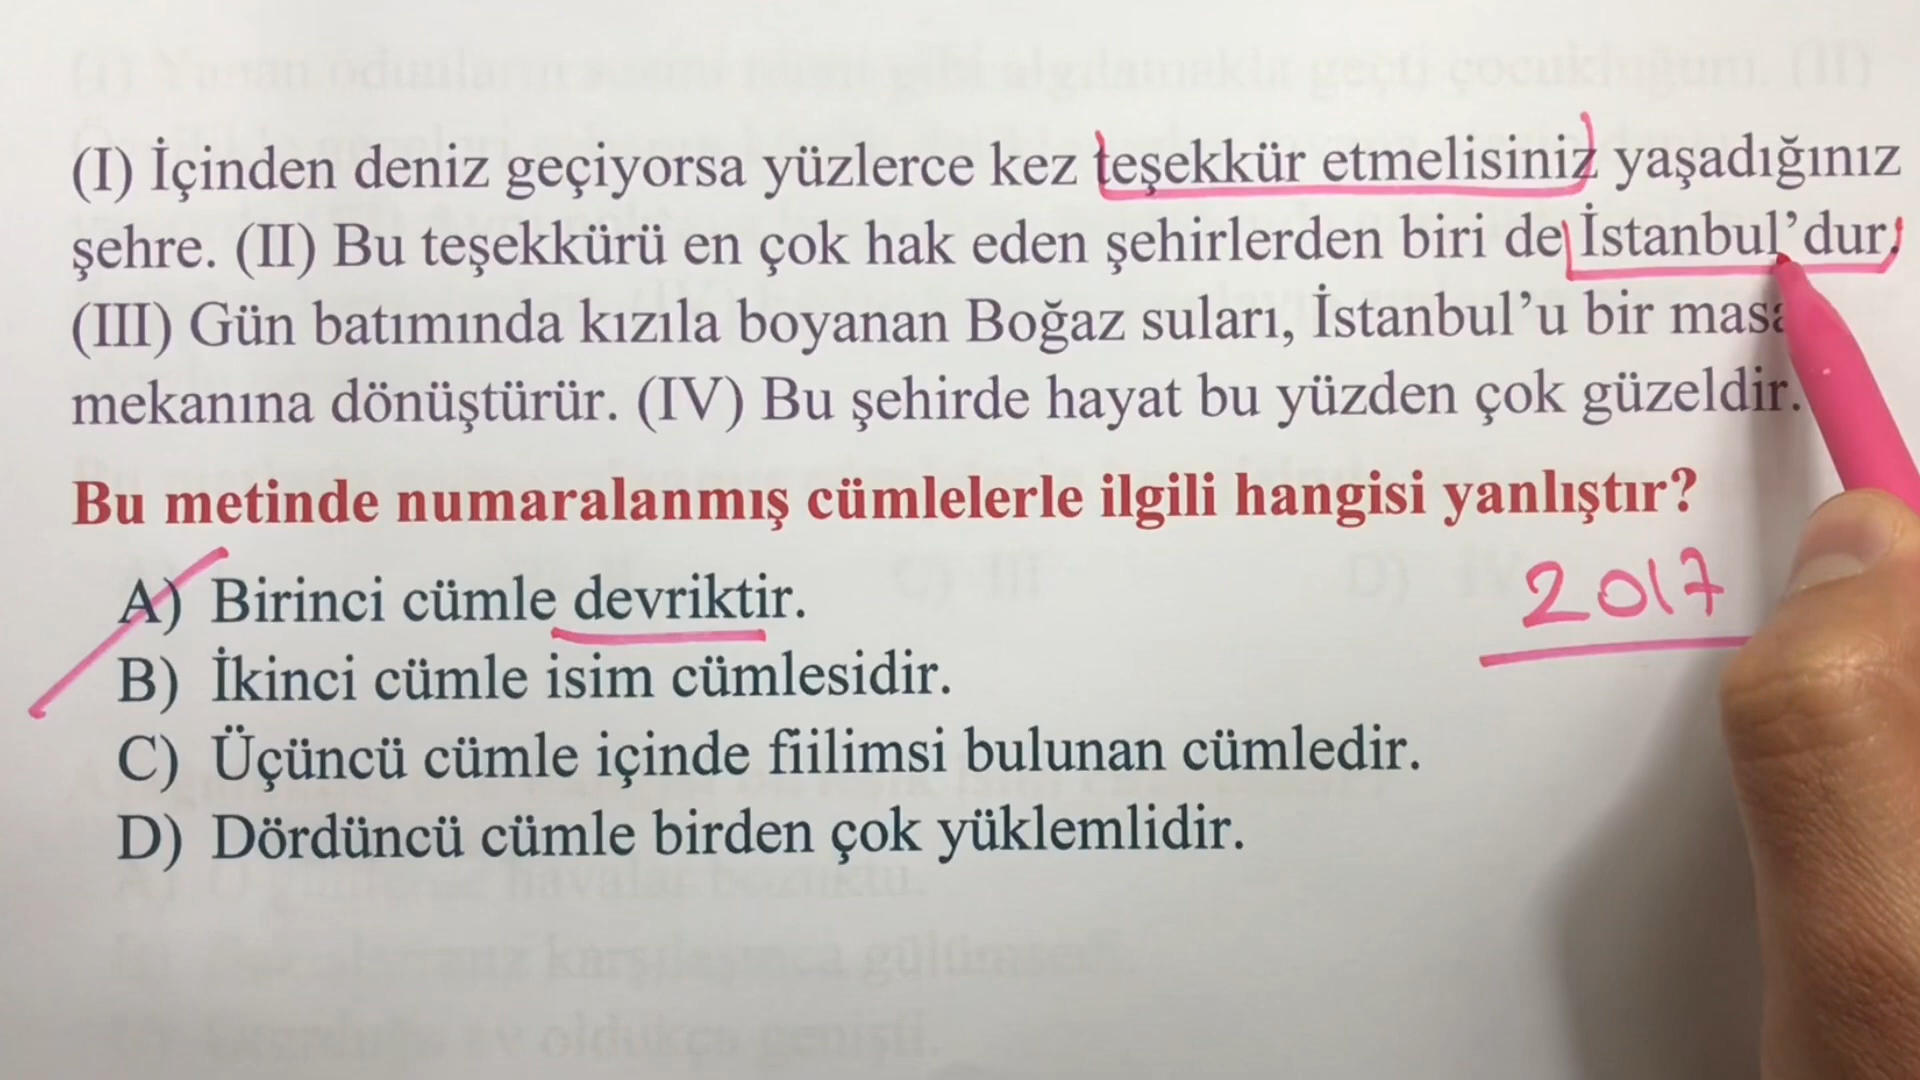 (I) İçinden deniz geçiyorsa yüzlerce kez teşekkür etmelisiniz yaşadığınız
şehre. (II) Bu teşekkürü en çok hak eden şehirlerden biri de İstanbul’dur.
(III) Gün batımında kızıla boyanan Boğaz suları, İstanbul’u bir
mekanına dönüştürür. (IV) Bu şehirde hayat bu yüzden çok güzeldir.
Bu metinde numaralanmış cümlelerle ilgili hangisi yanlıştır?
A) Birinci cümle devriktir.
2017
B) İkinci cümle isim cümlesidir.
C) Üçüncü cümle içinde fiilimsi bulunan cümledir.
D) Dördüncü cümle birden çok yüklemlidir.